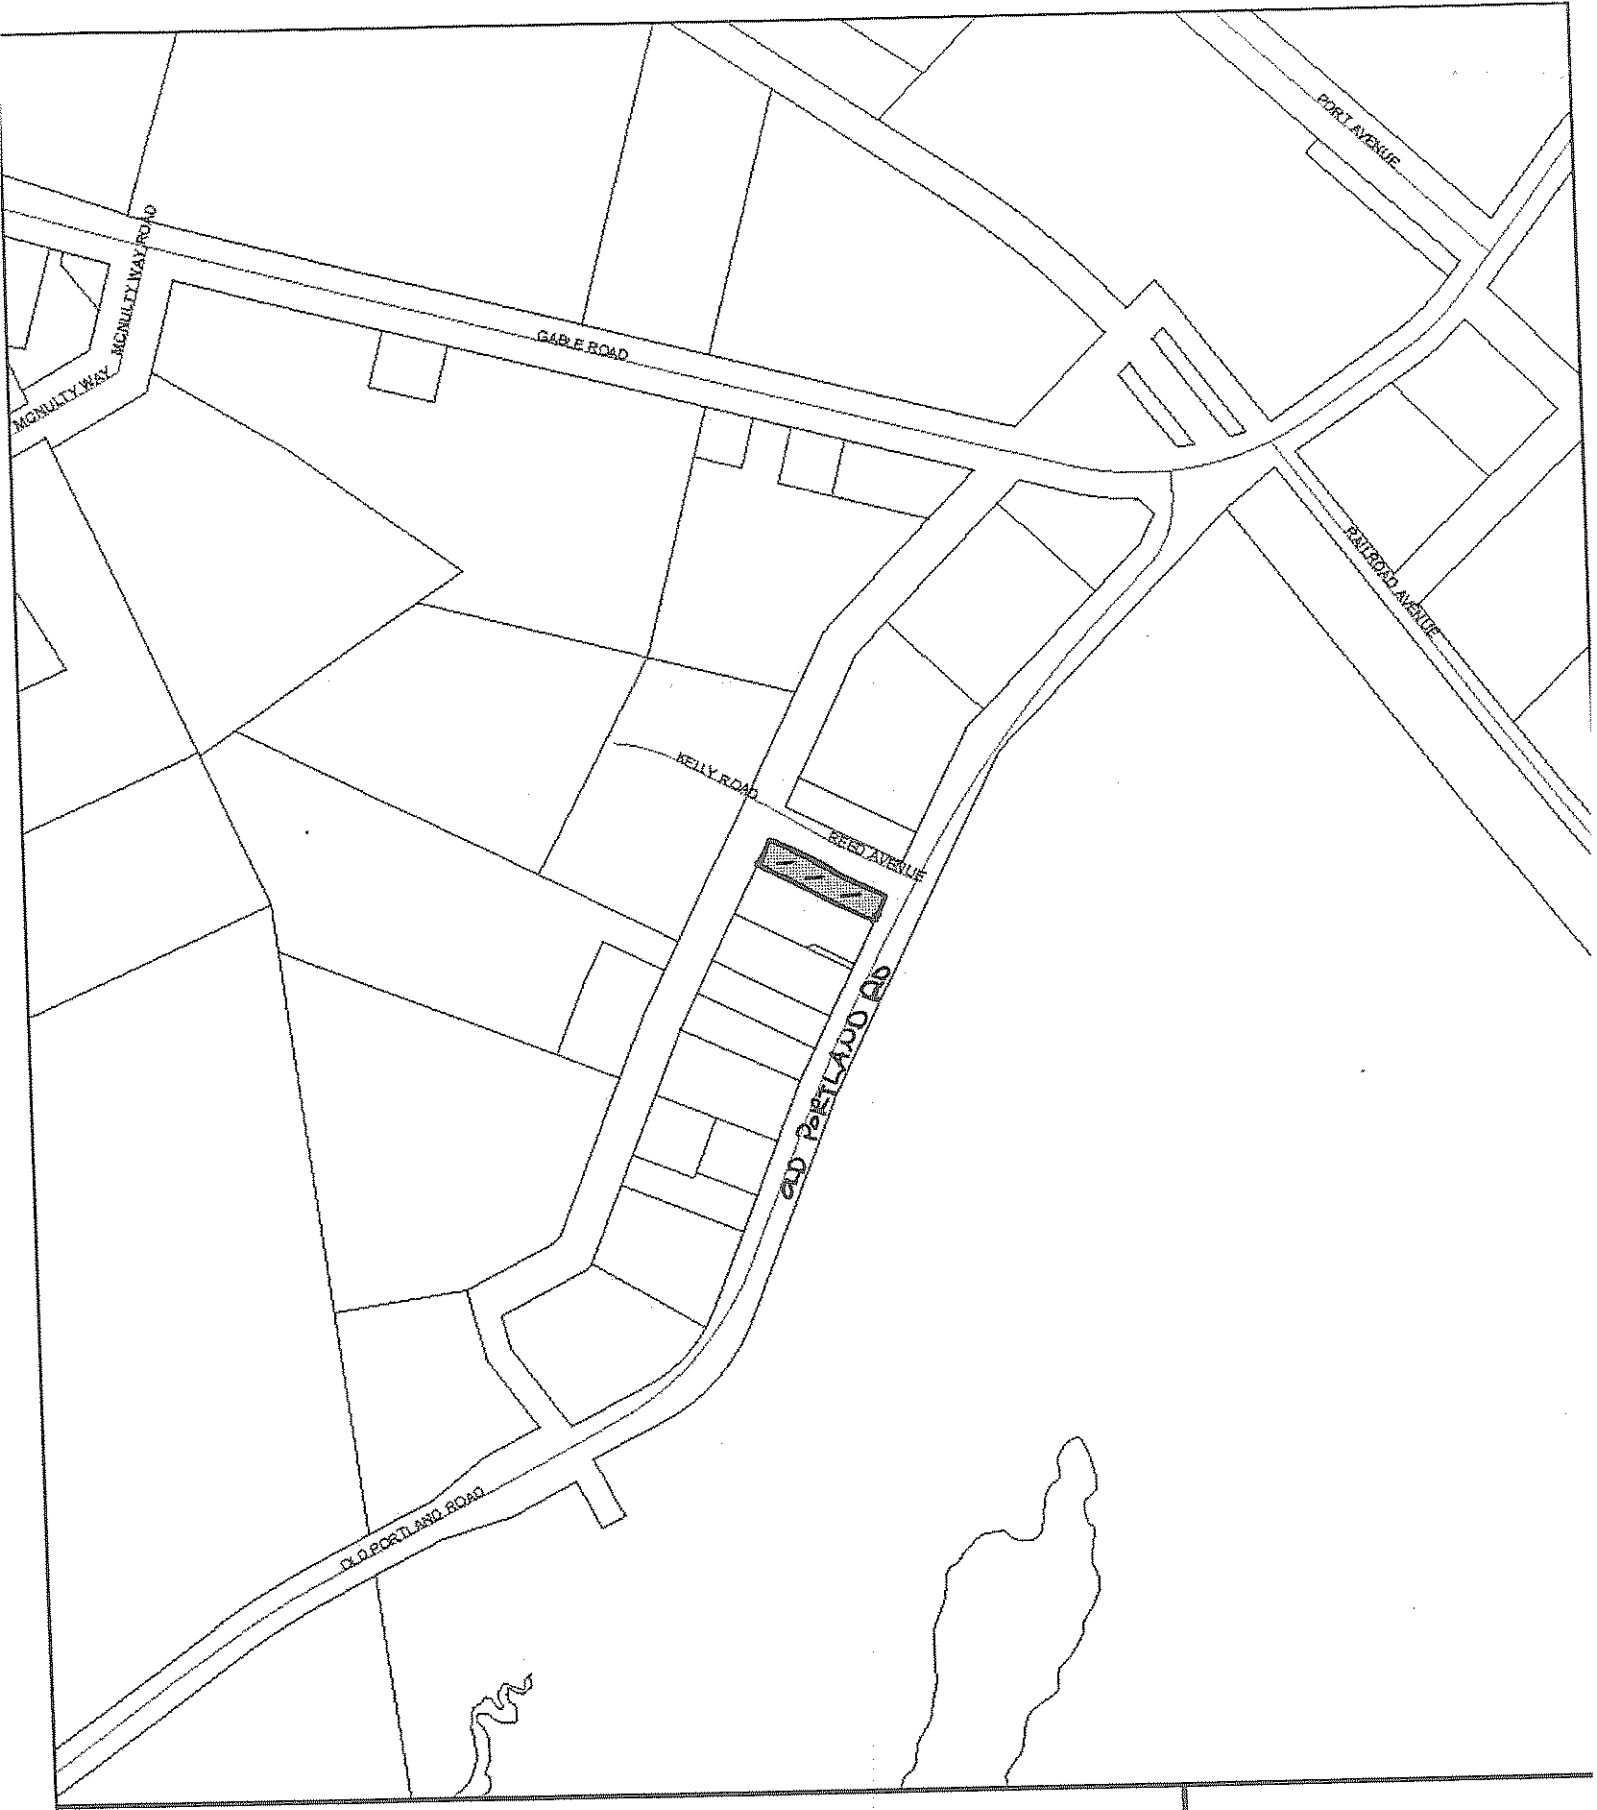 PORT AVENUE
MCNULTY WAY ROAD
GABLE ROAD
MCNULTY WAY
RAILROAD AVENUE
KELLY ROAD
REED AVENUE
OLD PORTLAND RD
OLD PORTLAND ROAD